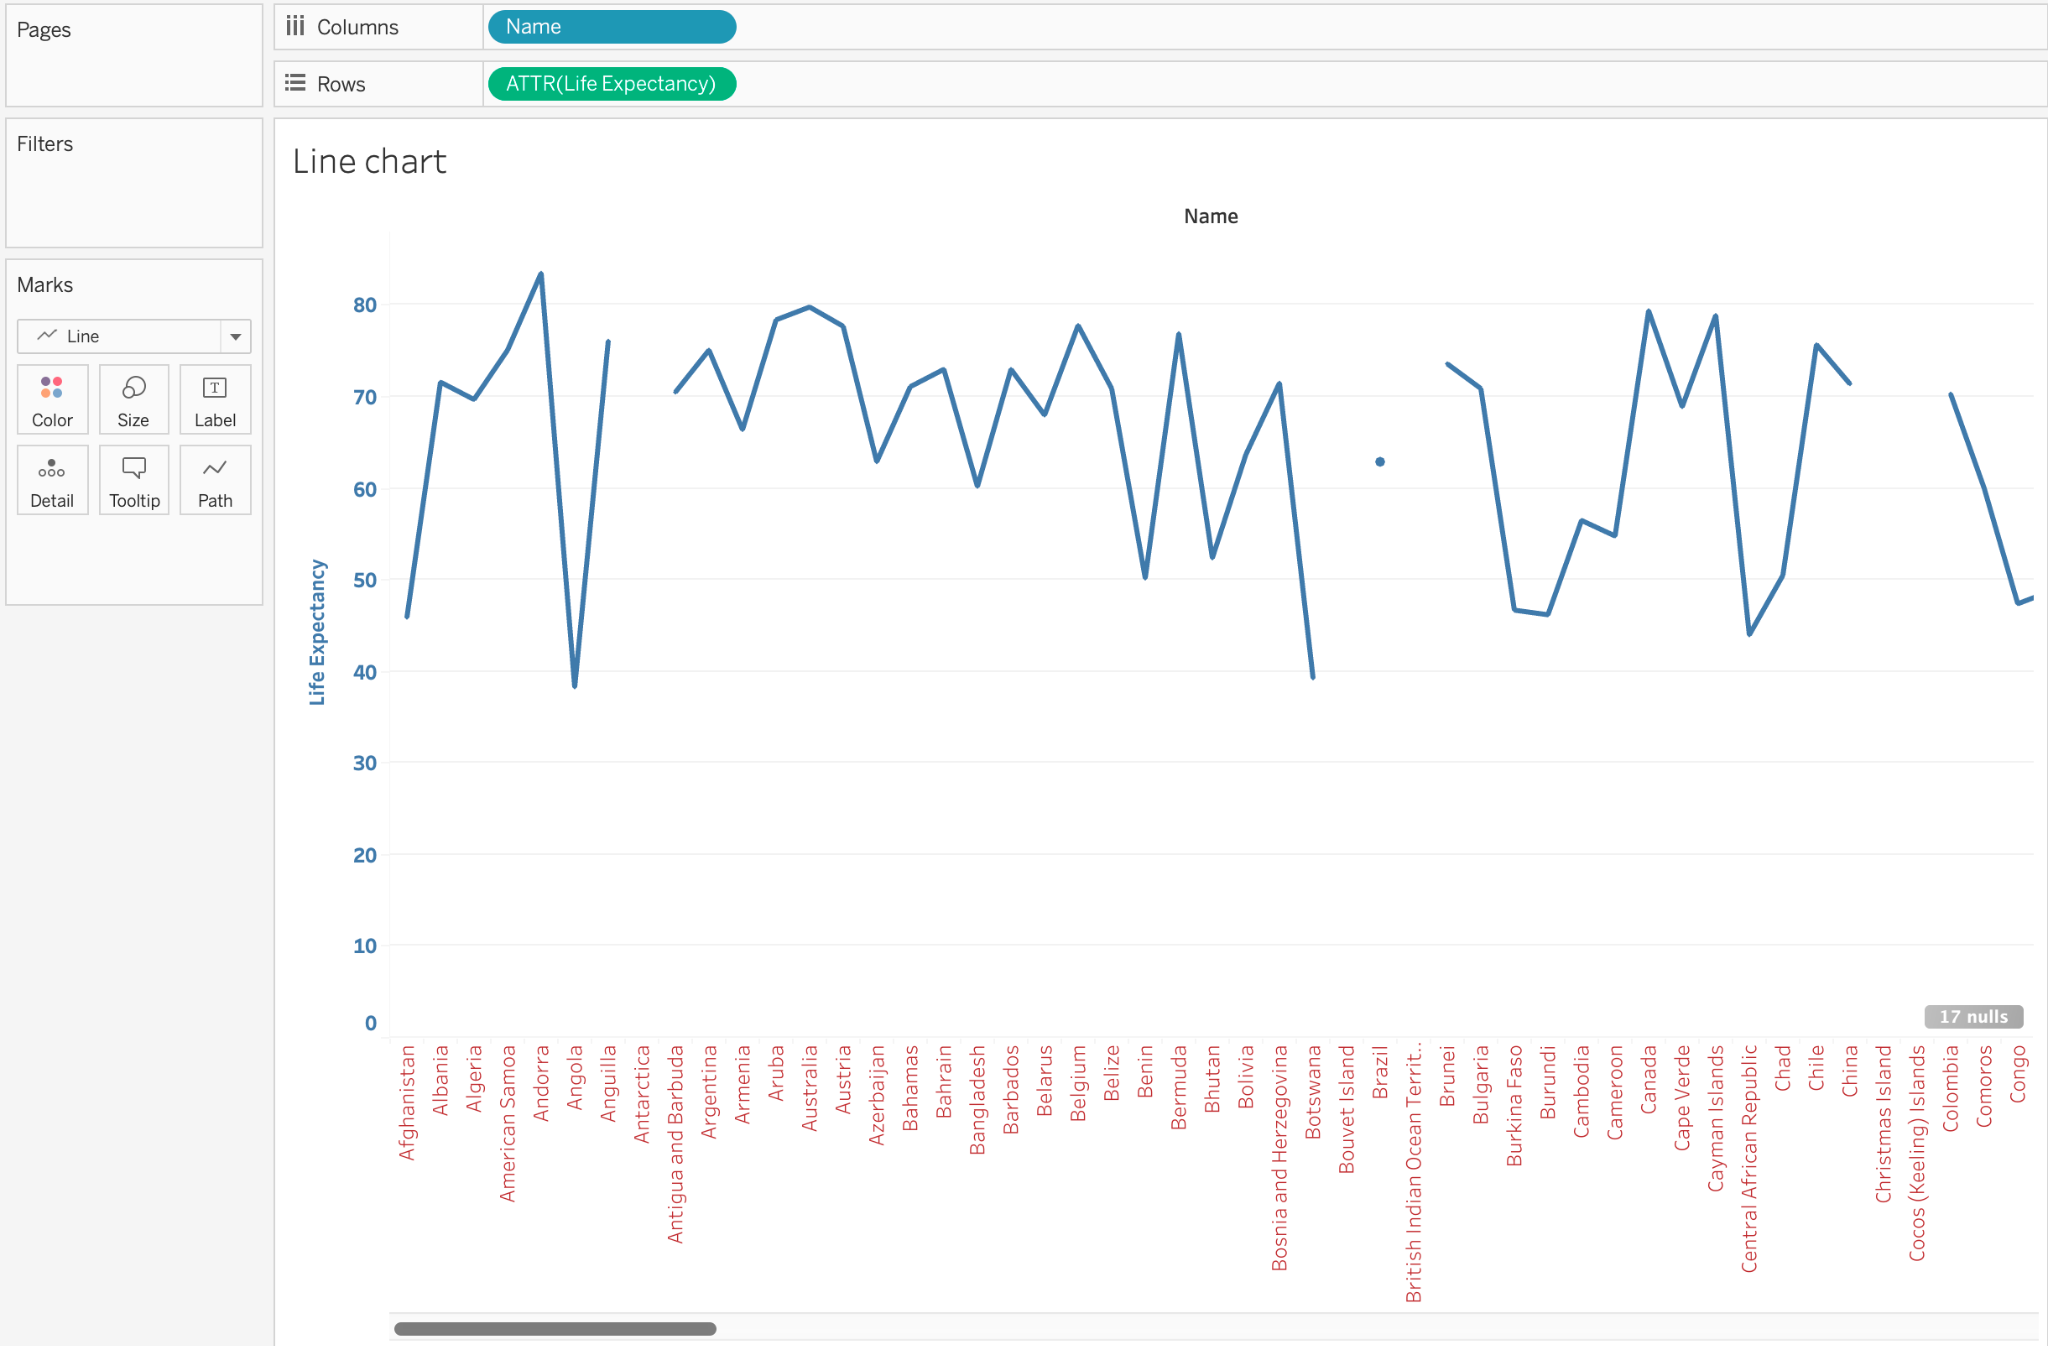 Pages
Columns
Name
Rows
ATTR(Life Expectancy)
Filters
Marks
Line
Color
Size
T
Label
Detail
Tooltip
Path
Line chart
Name
Life Expectancy
80
70
60
50
40
30
20
10
0
17 nulls
Afghanistan
Albania
Algeria
American Samoa
Andorra
Angola
Anguilla
Antarctica
Antigua and Barbuda
Argentina
Armenia
Aruba
Australia
Austria
Azerbaijan
Bahamas
Bahrain
Bangladesh
Barbados
Belarus
Belgium
Belize
Benin
Bermuda
Bhutan
Bolivia
Bosnia and Herzegovina
Botswana
Bouvet Island
Brazil
British Indian Ocean Territ..
Brunei
Bulgaria
Burkina Faso
Burundi
Cambodia
Cameroon
Canada
Cape Verde
Cayman Islands
Central African Republic
Chad
Chile
China
Christmas Island
Cocos (Keeling) Islands
Colombia
Comoros
Congo